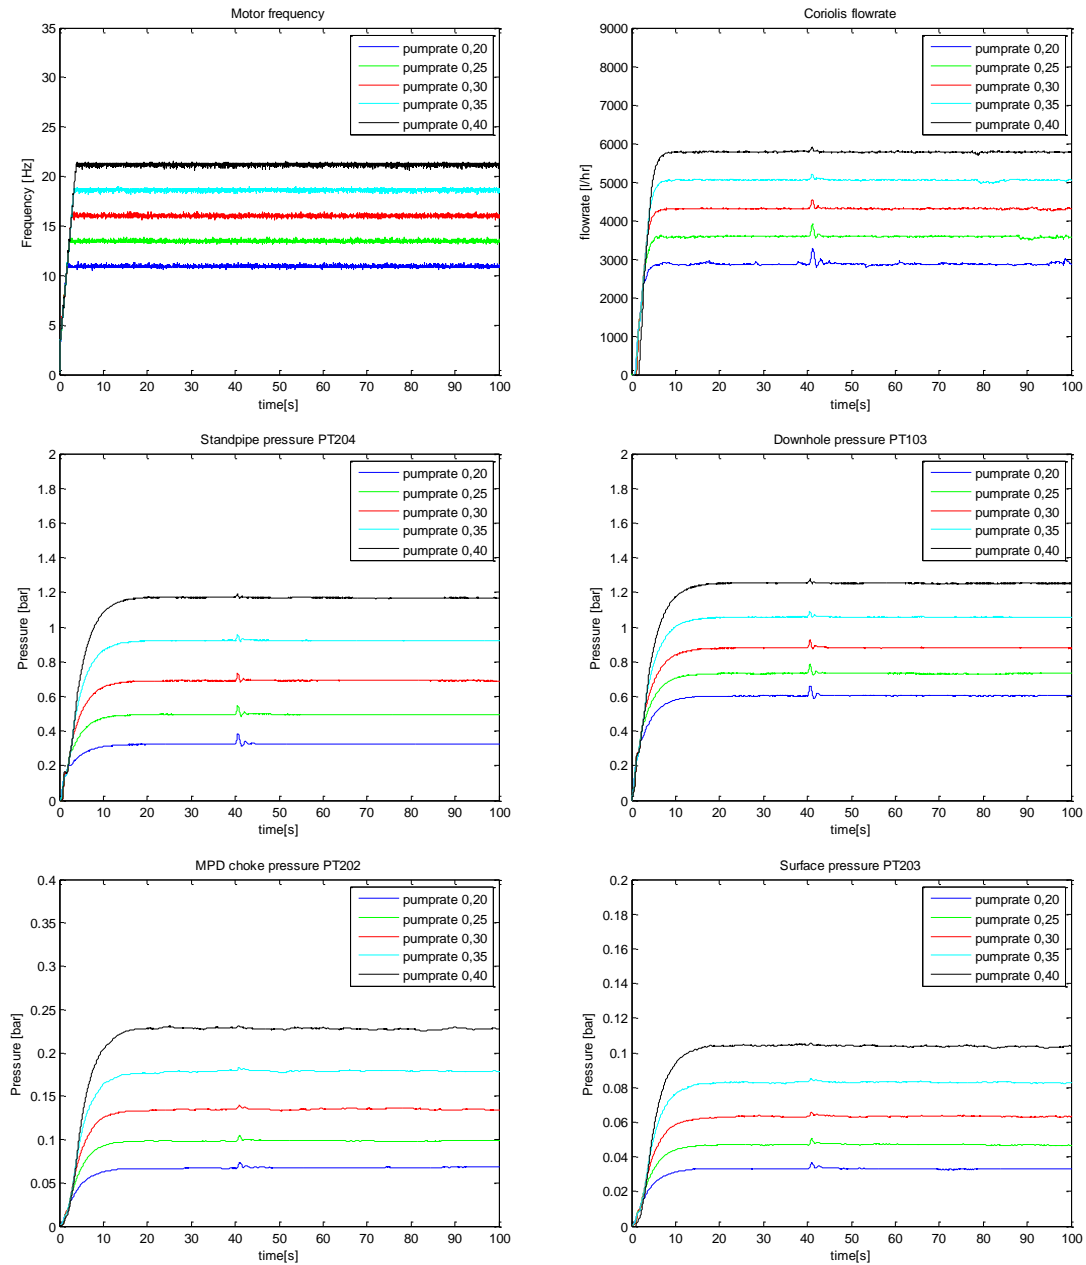 Motor frequency
35
30
25
20
15
10
5
0
Frequency [Hz]
pumprate 0,20
pumprate 0,25
pumprate 0,30
pumprate 0,35
pumprate 0,40
0 10 20 30 40 50 60 70 80 90 100
time[s]
Coriolis flowrate
9000
8000
7000
6000
5000
4000
3000
2000
1000
0
flowrate [l/hr]
pumprate 0,20
pumprate 0,25
pumprate 0,30
pumprate 0,35
pumprate 0,40
0 10 20 30 40 50 60 70 80 90 100
time[s]
Standpipe pressure PT204
2
1.8
1.6
1.4
1.2
1
0.8
0.6
0.4
0.2
0
Pressure [bar]
pumprate 0,20
pumprate 0,25
pumprate 0,30
pumprate 0,35
pumprate 0,40
0 10 20 30 40 50 60 70 80 90 100
time[s]
Downhole pressure PT103
2
1.8
1.6
1.4
1.2
1
0.8
0.6
0.4
0.2
0
Pressure [bar]
pumprate 0,20
pumprate 0,25
pumprate 0,30
pumprate 0,35
pumprate 0,40
0 10 20 30 40 50 60 70 80 90 100
time[s]
MPD choke pressure PT202
0.4
0.35
0.3
0.25
0.2
0.15
0.1
0.05
0
Pressure [bar]
pumprate 0,20
pumprate 0,25
pumprate 0,30
pumprate 0,35
pumprate 0,40
0 10 20 30 40 50 60 70 80 90 100
time[s]
Surface pressure PT203
0.2
0.18
0.16
0.14
0.12
0.1
0.08
0.06
0.04
0.02
0
Pressure [bar]
pumprate 0,20
pumprate 0,25
pumprate 0,30
pumprate 0,35
pumprate 0,40
0 10 20 30 40 50 60 70 80 90 100
time[s]